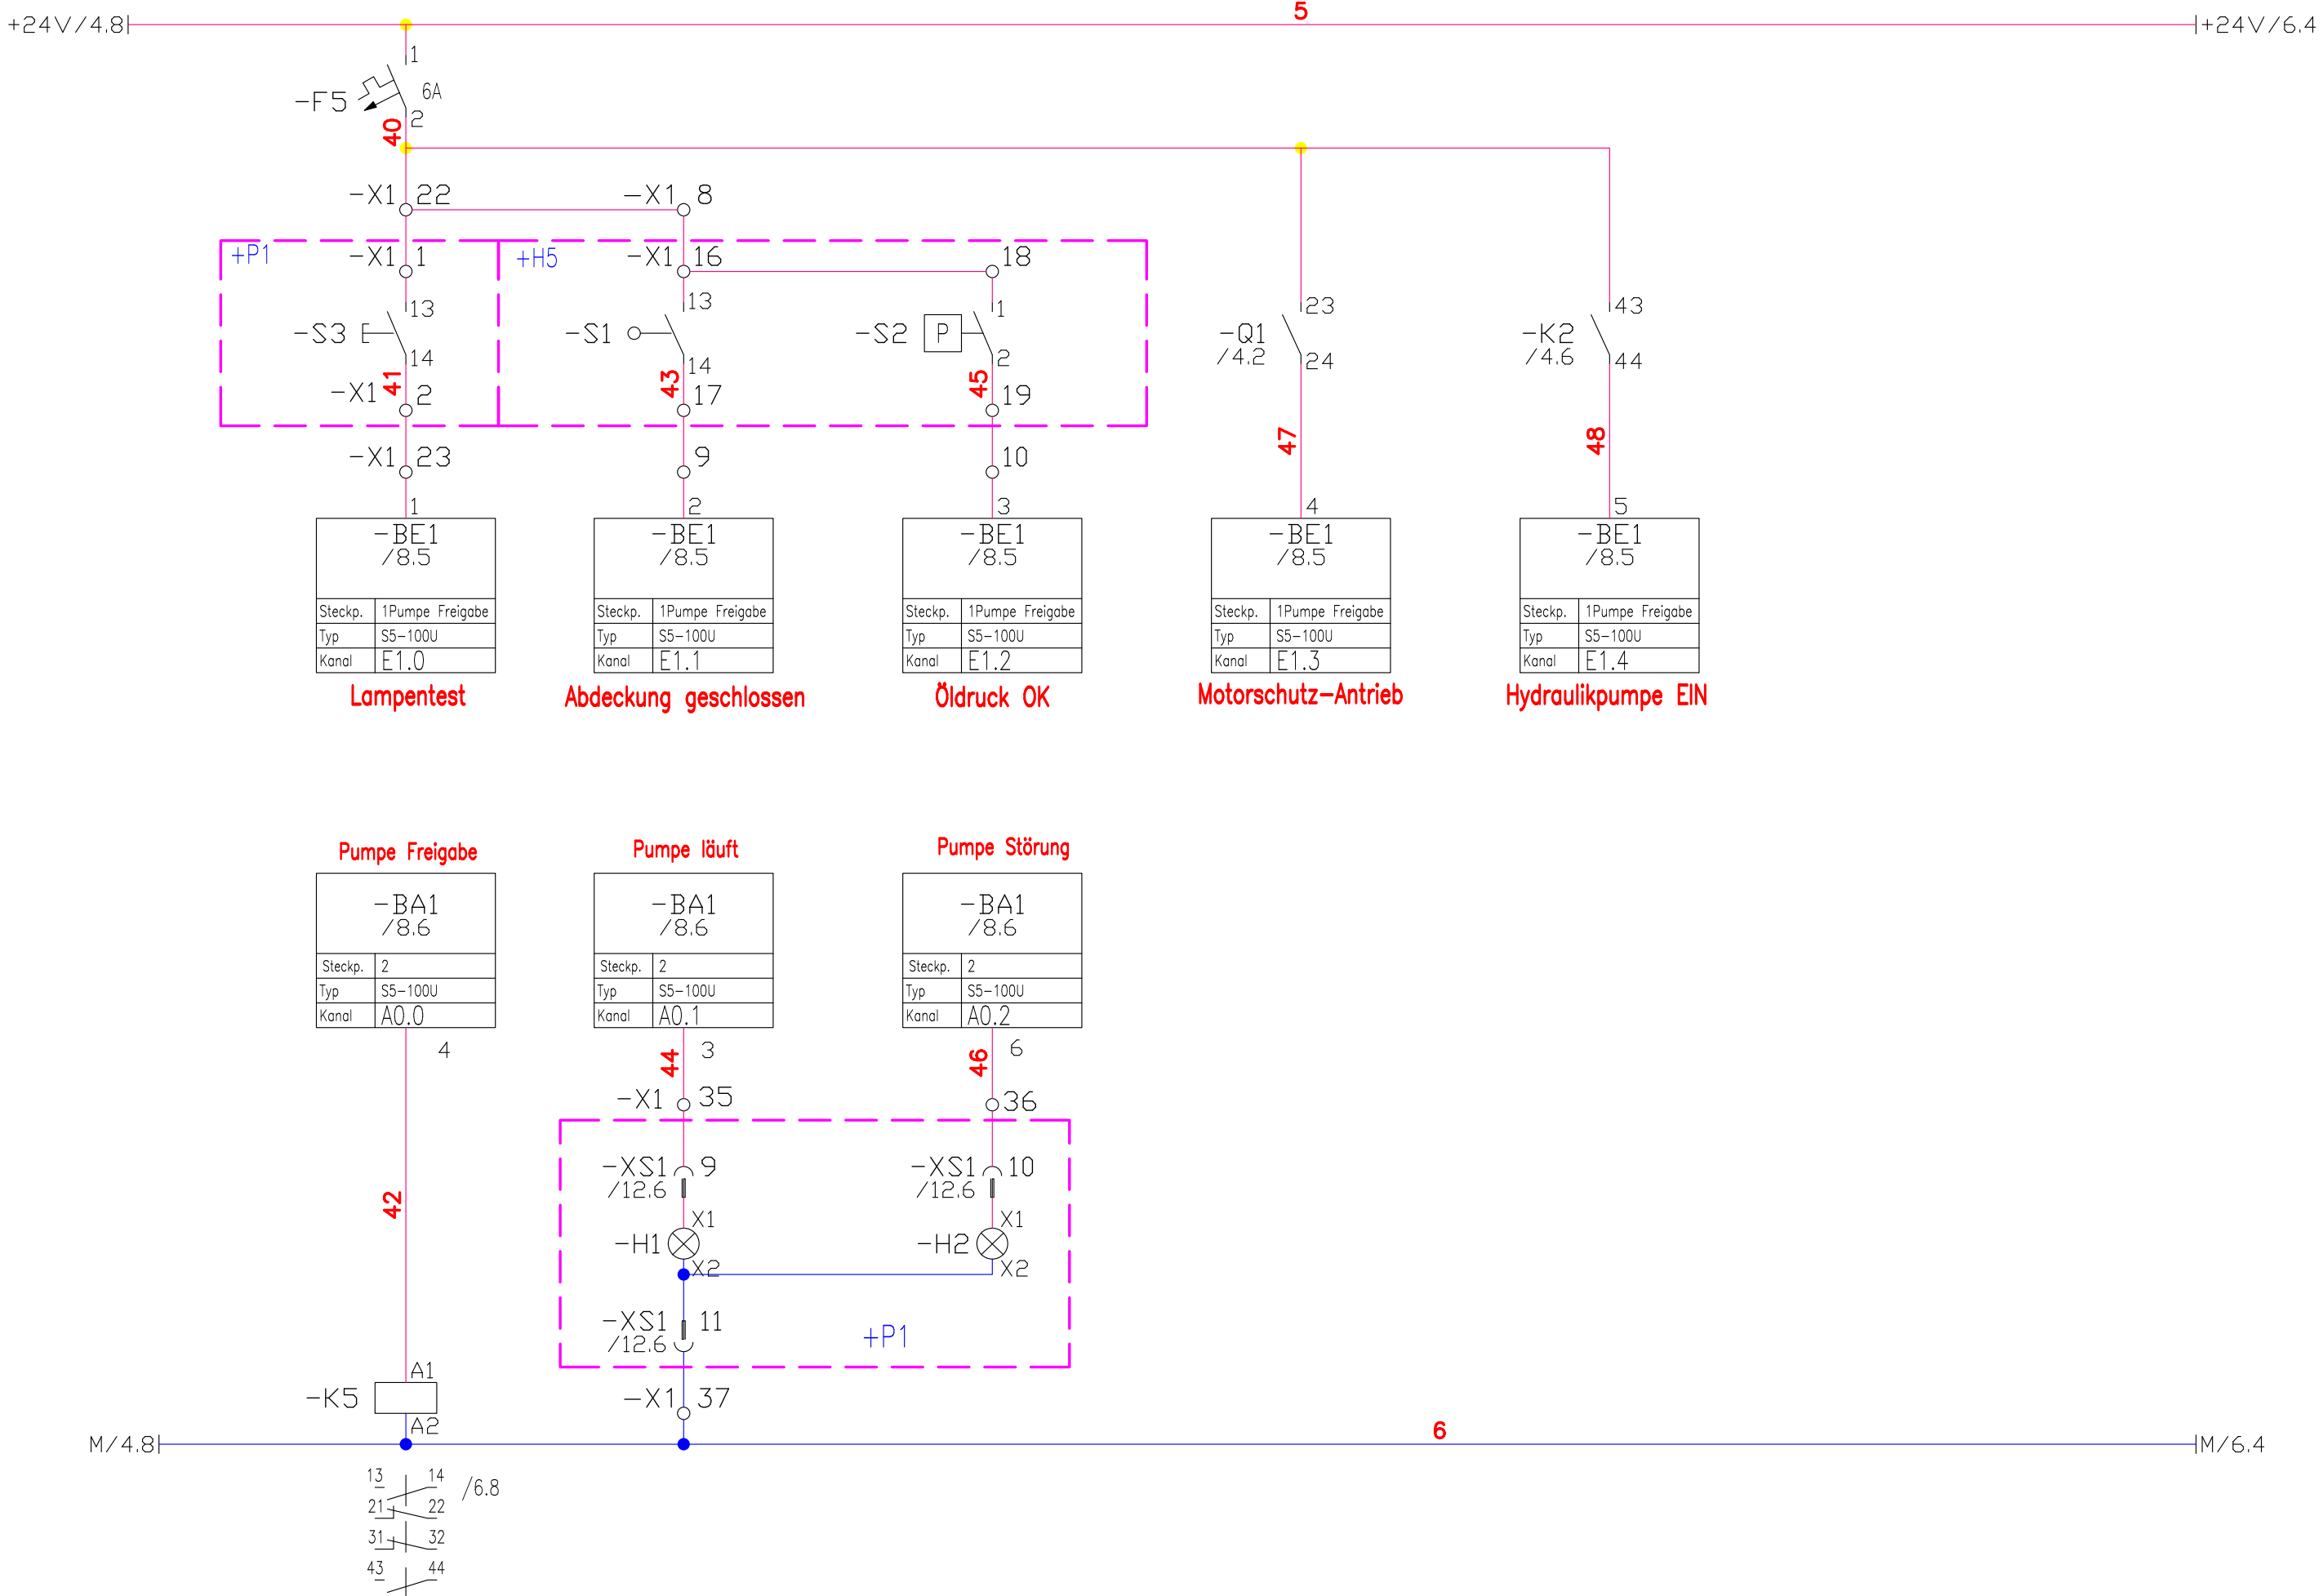 5
+24V/4.8 +24V/6.4
1
-F5 6A
2
40
-X1 22 -X1 8
+P1 -X1 1 +H5 -X1 16 18
13 13 1 23 43
-S3 -S1 -S2 P -Q1 -K2
/4.2 /4.6
14 14 2 24 44
41 43 45
-X1 2 17 19
47 48
-X1 23 9 10
1 2 3 4 5
-BE1 -BE1 -BE1 -BE1 -BE1
/8.5 /8.5 /8.5 /8.5 /8.5
Steckp. 1Pumpe Freigabe Steckp. 1Pumpe Freigabe Steckp. 1Pumpe Freigabe Steckp. 1Pumpe Freigabe Steckp. 1Pumpe Freigabe
Typ S5-100U Typ S5-100U Typ S5-100U Typ S5-100U Typ S5-100U
Kanal E1.0 Kanal E1.1 Kanal E1.2 Kanal E1.3 Kanal E1.4
Lampentest Abdeckung geschlossen Öldruck OK Motorschutz-Antrieb Hydraulikpumpe EIN
Pumpe Freigabe Pumpe läuft Pumpe Störung
-BA1 -BA1 -BA1
/8.6 /8.6 /8.6
Steckp. 2 Steckp. 2 Steckp. 2
Typ S5-100U Typ S5-100U Typ S5-100U
Kanal A0.0 Kanal A0.1 Kanal A0.2
4 3 6
44 46
-X1 35 36
-XS1 9 -XS1 10
/12.6 /12.6
42
X1 X1
-H1 -H2
X2 X2
-XS1 11
/12.6
+P1
A1
-K5 -X1 37
A2
6
M/4.8 M/6.4
13 14 /6.8
21 22
31 32
43 44